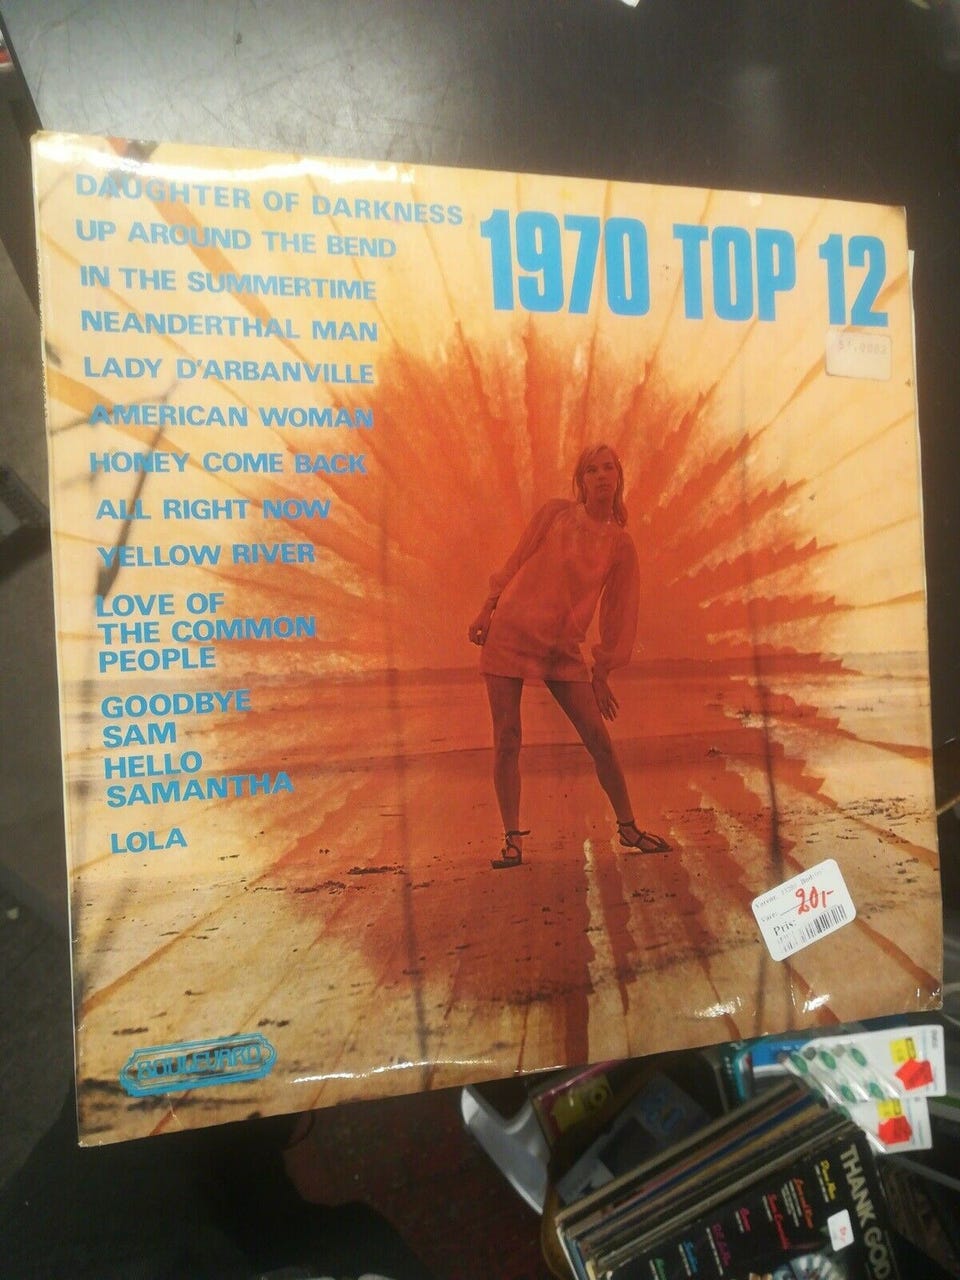 DAUGHTER OF DARKNESS
UP AROUND THE BEND
IN THE SUMMERTIME
NEANDERTHAL MAN
LADY D'ARBANVILLE
AMERICAN WOMAN
HONEY COME BACK
ALL RIGHT NOW
YELLOW RIVER
LOVE OF
THE COMMON
PEOPLE
GOODBYE
SAM
HELLO
SAMANTHA
LOLA
1970 TOP 12
Vare:
Pris:
20,-
BOULEVARD
THANK GOD